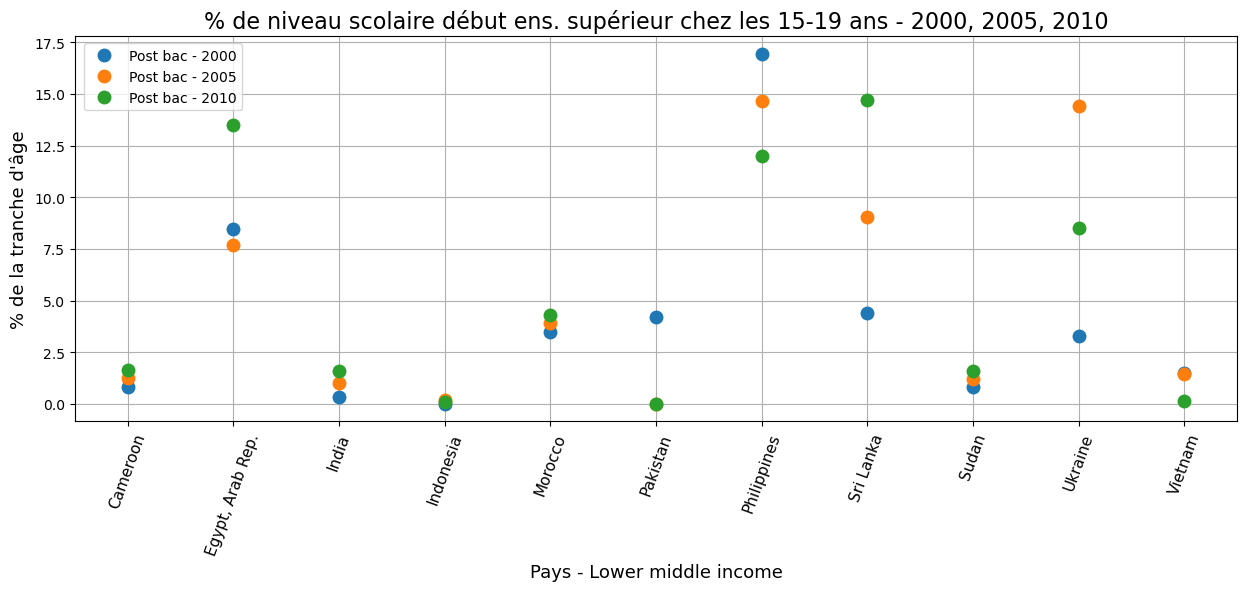 % de niveau scolaire début ens. supérieur chez les 15-19 ans - 2000, 2005, 2010
Post bac - 2000
Post bac - 2005
Post bac - 2010
% de la tranche d'âge
17.5
15.0
12.5
10.0
7.5
5.0
2.5
0.0
Cameroon
Egypt, Arab Rep.
India
Indonesia
Morocco
Pakistan
Philippines
Sri Lanka
Sudan
Ukraine
Vietnam
Pays - Lower middle income